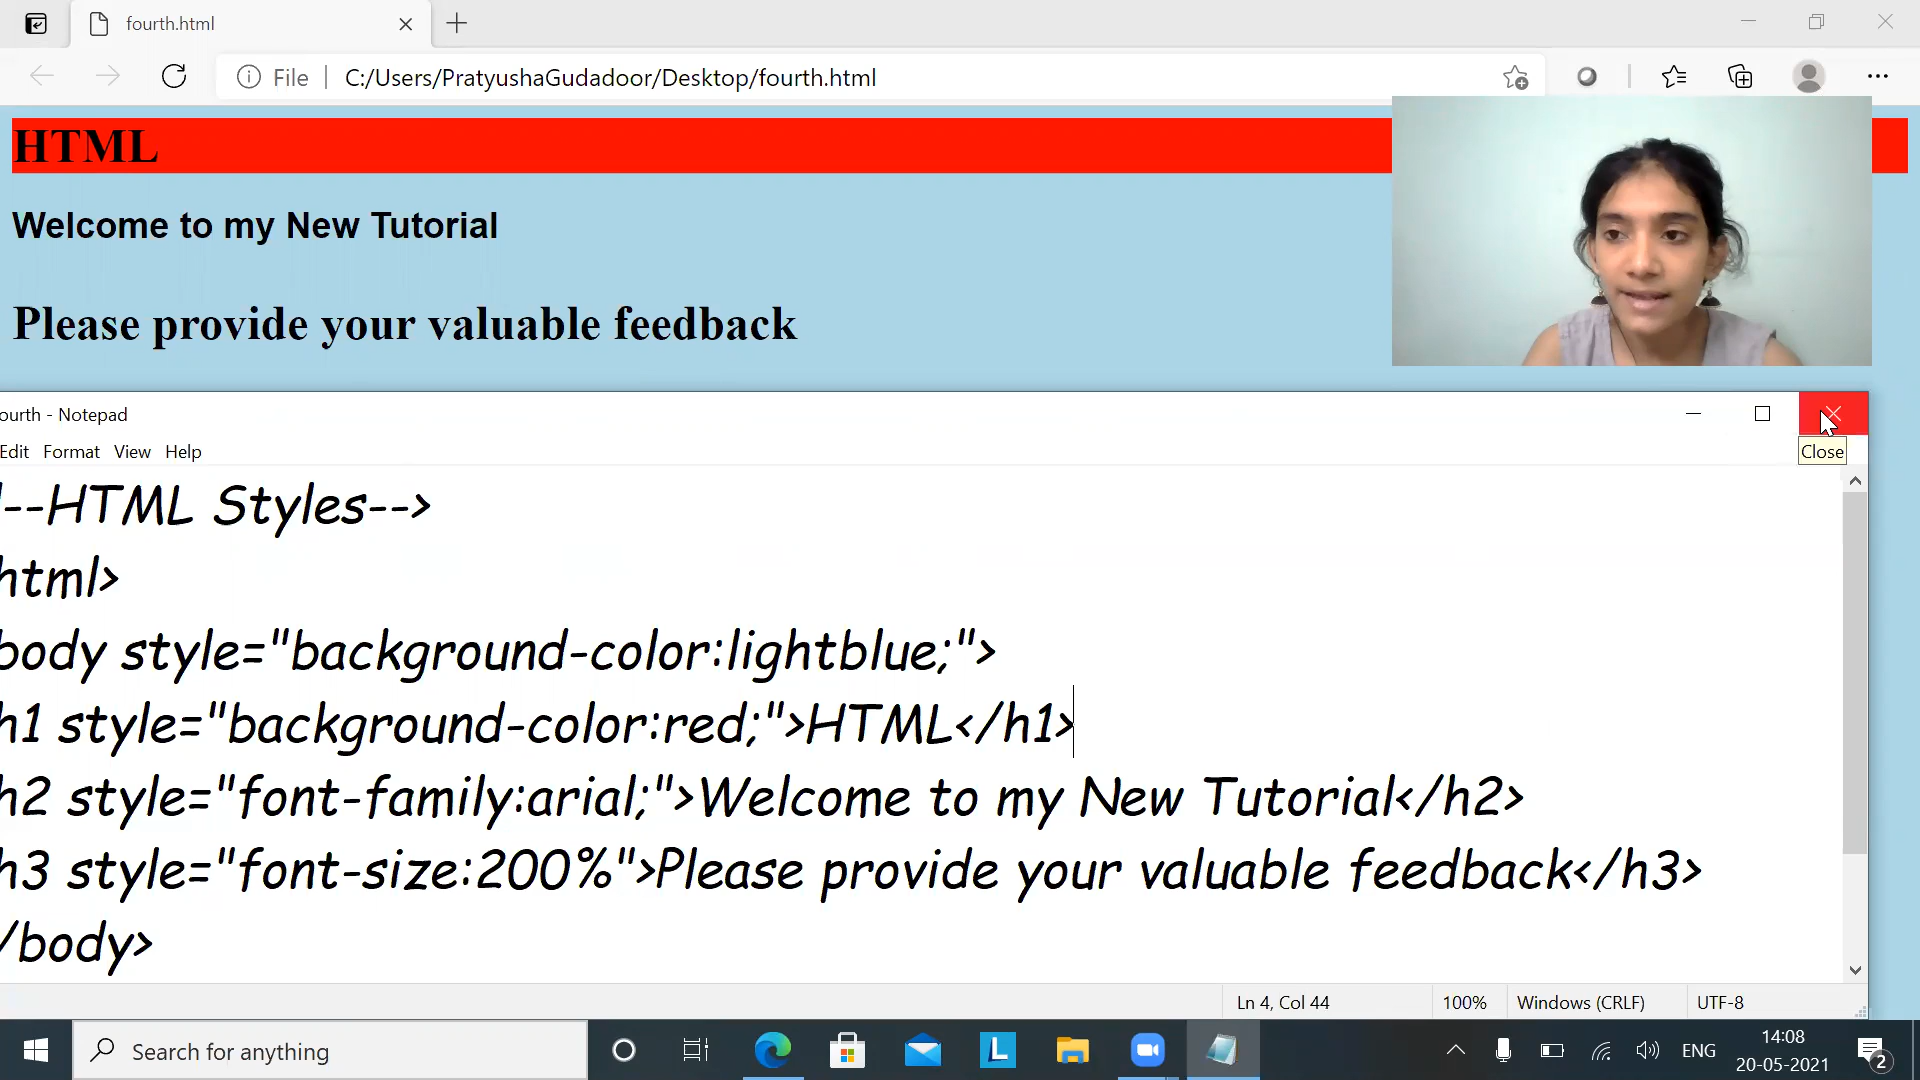 fourth.html
File
C:/Users/PratyushaGudadoor/Desktop/fourth.html
HTML
Welcome to my New Tutorial
Please provide your valuable feedback
ourth - Notepad
Edit Format View Help
Close
!--HTML Styles-->
html>
body style="background-color:lightblue;">
h1 style="background-color:red;">HTML</h1>
h2 style="font-family:arial;">Welcome to my New Tutorial</h2>
h3 style="font-size:200%">Please provide your valuable feedback</h3>
/body>
Ln 4, Col 44
100%
Windows (CRLF)
UTF-8
Search for anything
L
ENG
14:08
20-05-2021
2